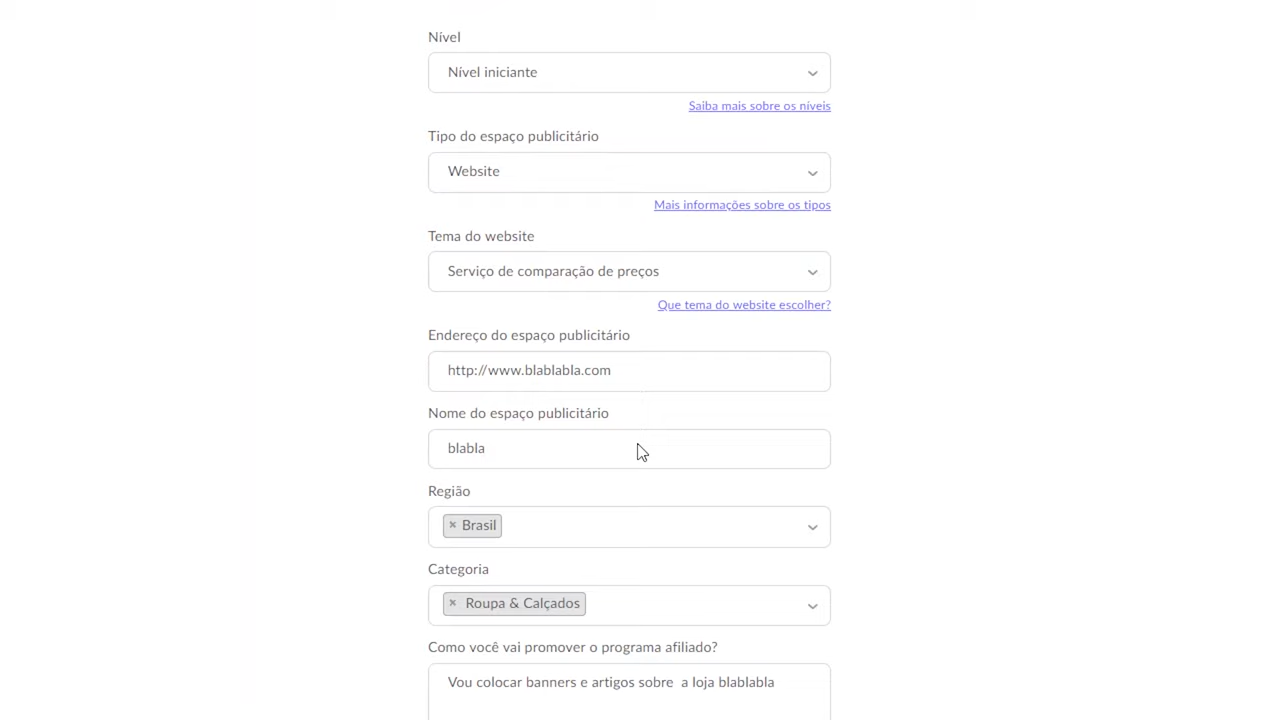 Nível
Nível iniciante
Saiba mais sobre os níveis
Tipo do espaço publicitário
Website
Mais informações sobre os tipos
Tema do website
Serviço de comparação de preços
Que tema do website escolher?
Endereço do espaço publicitário
http://www.blablabla.com
Nome do espaço publicitário
blabla
Região
× Brasil
Categoria
× Roupa & Calçados
Como você vai promover o programa afiliado?
Vou colocar banners e artigos sobre  a loja blablabla